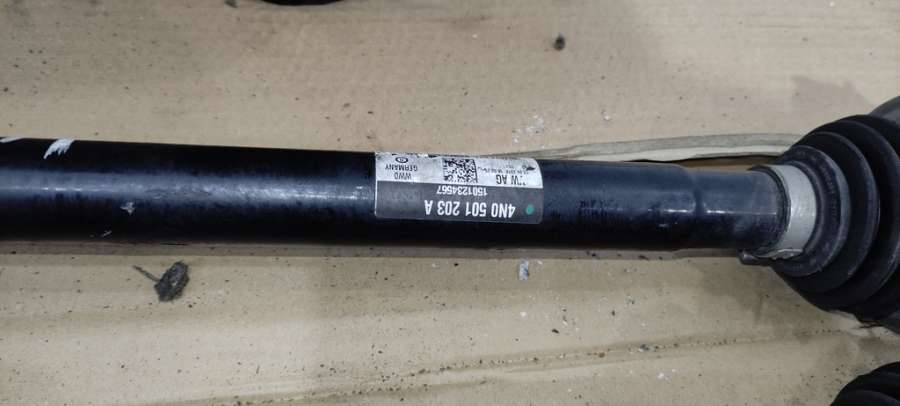 4N0 501 203 A
1501234567
VW AG
WWD
GERMANY